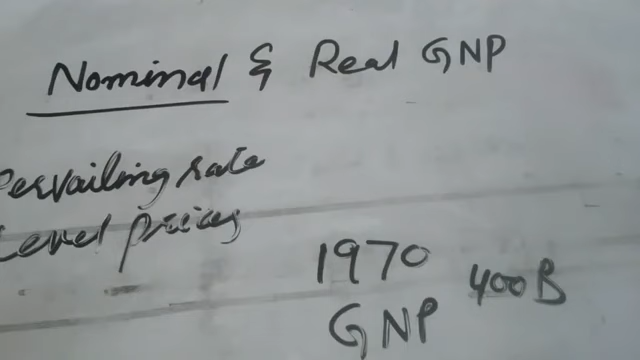 Nominal & Real GNP
Pervailing rate
Level prices
1970 400B
GNP